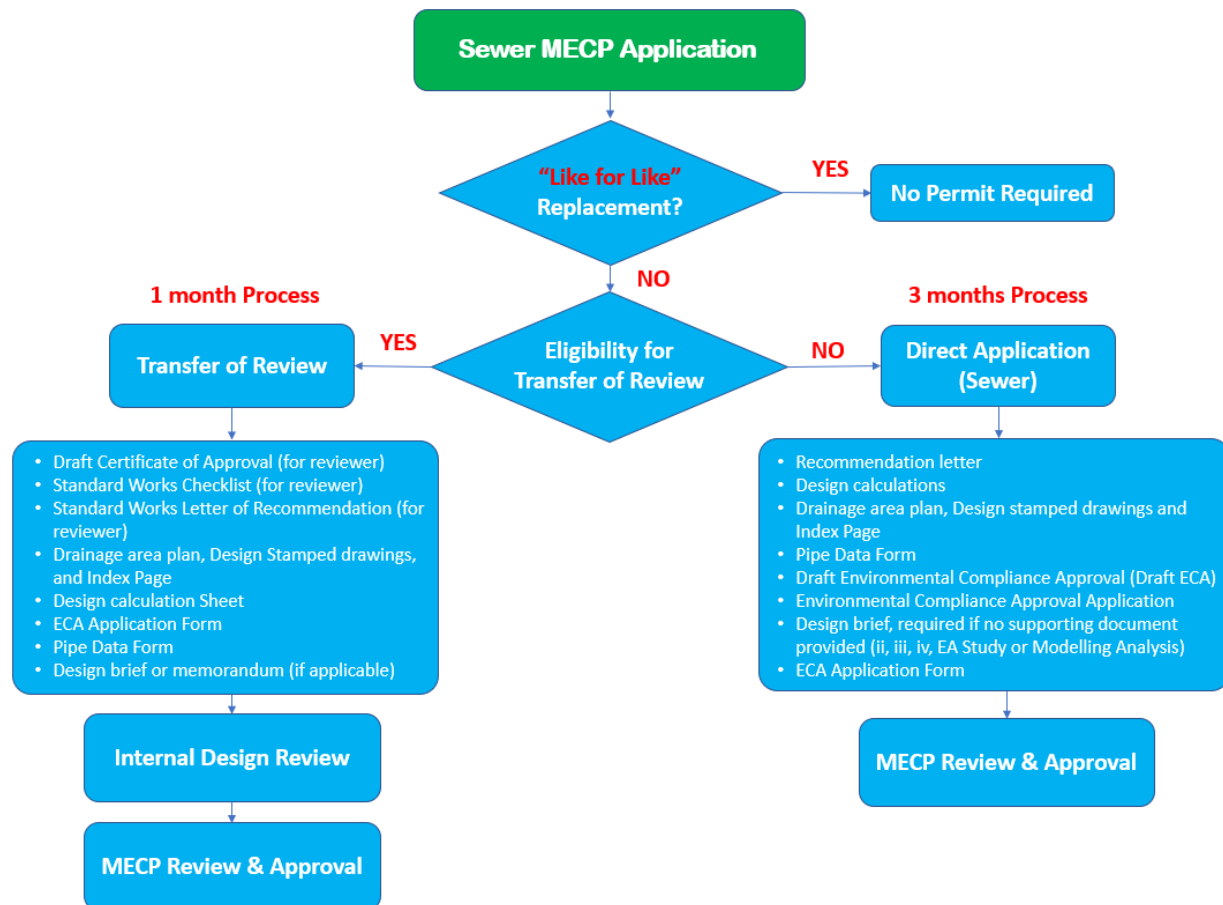 Sewer MECP Application
“Like for Like”
Replacement?
YES
No Permit Required
NO
1 month Process
3 months Process
Transfer of Review
YES
Eligibility for
Transfer of Review
NO
Direct Application
(Sewer)
• Draft Certificate of Approval (for reviewer)
• Standard Works Checklist (for reviewer)
• Standard Works Letter of Recommendation (for
reviewer)
• Drainage area plan, Design Stamped drawings,
and Index Page
• Design calculation Sheet
• ECA Application Form
• Pipe Data Form
• Design brief or memorandum (if applicable)
• Recommendation letter
• Design calculations
• Drainage area plan, Design stamped drawings and
Index Page
• Pipe Data Form
• Draft Environmental Compliance Approval (Draft ECA)
• Environmental Compliance Approval Application
• Design brief, required if no supporting document
provided (ii, iii, iv, EA Study or Modelling Analysis)
• ECA Application Form
Internal Design Review
MECP Review & Approval
MECP Review & Approval